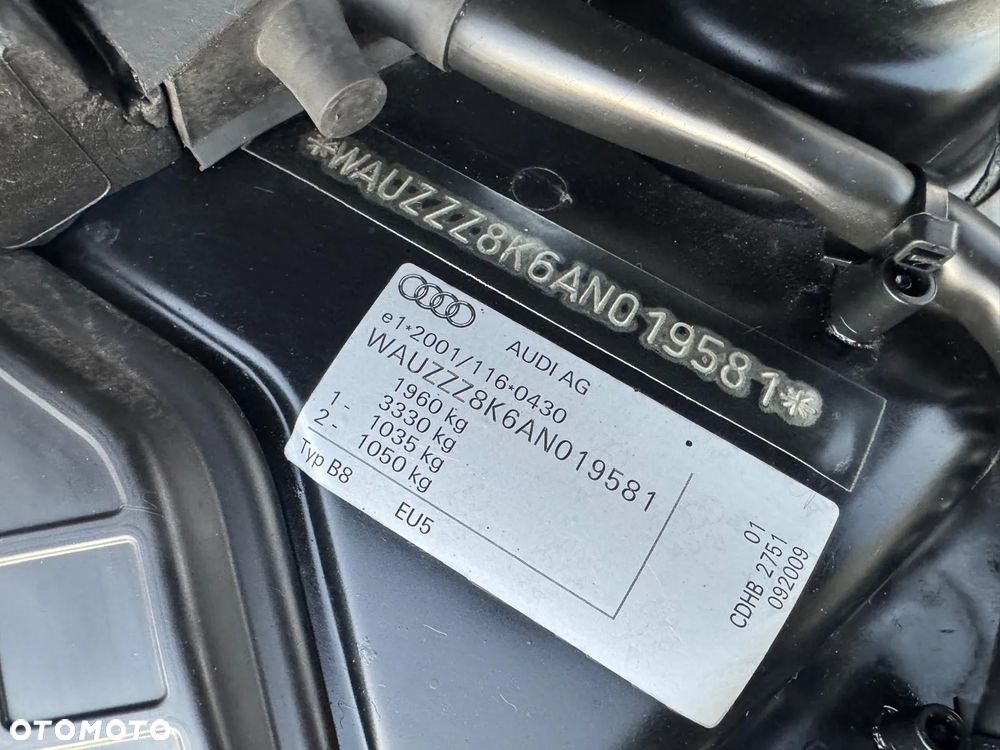 *WAUZZZ8K6AN019581*
AUDI AG
e1*2001/116*0430
WAUZZZ8K6AN019581
1960 kg
3330 kg
1 - 1035 kg
2 - 1050 kg
Typ B8
EU5
01
CDHB 2751
092009
OTOMOTO